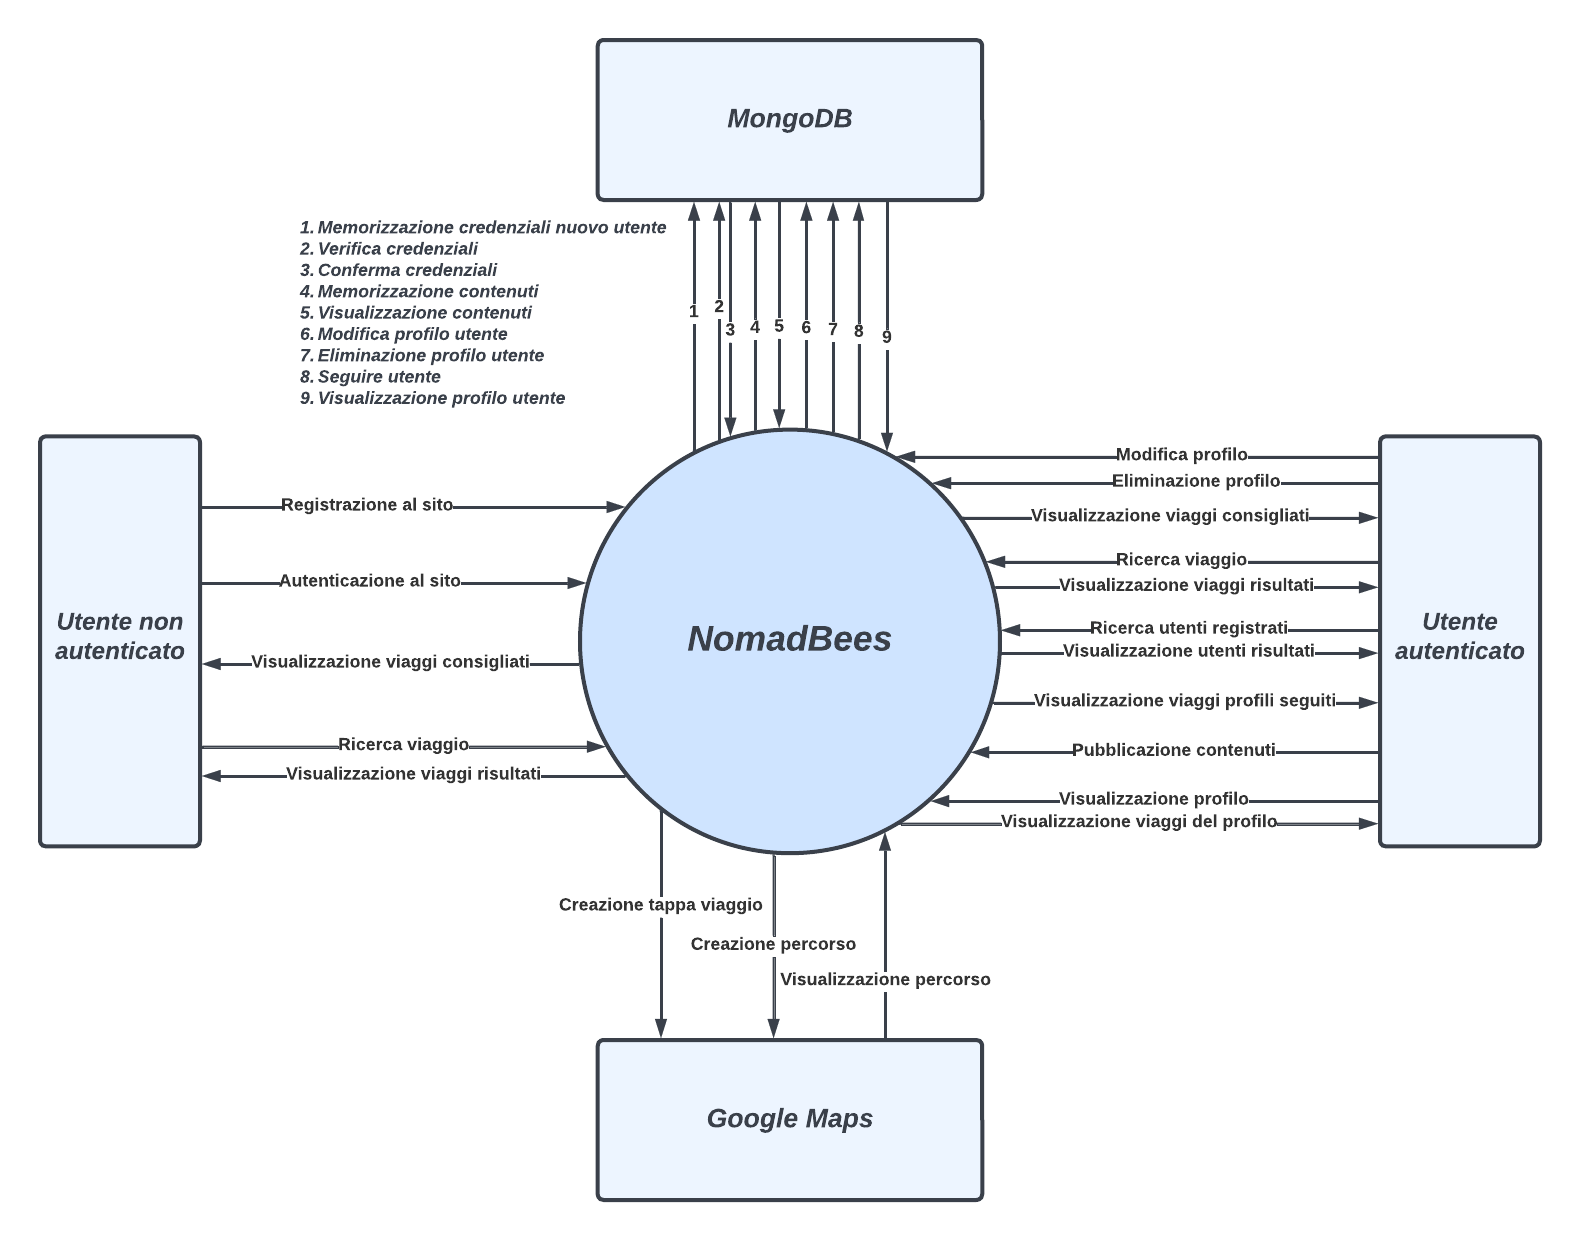 MongoDB
1. Memorizzazione credenziali nuovo utente
2. Verifica credenziali
3. Conferma credenziali
4. Memorizzazione contenuti
5. Visualizzazione contenuti
6. Modifica profilo utente
7. Eliminazione profilo utente
8. Seguire utente
9. Visualizzazione profilo utente
1
2
3
4
5
6
7
8
9
Utente non
autenticato
Registrazione al sito
Autenticazione al sito
Visualizzazione viaggi consigliati
Ricerca viaggio
Visualizzazione viaggi risultati
NomadBees
Modifica profilo
Eliminazione profilo
Visualizzazione viaggi consigliati
Ricerca viaggio
Visualizzazione viaggi risultati
Ricerca utenti registrati
Visualizzazione utenti risultati
Visualizzazione viaggi profili seguiti
Pubblicazione contenuti
Visualizzazione profilo
Visualizzazione viaggi del profilo
Utente
autenticato
Creazione tappa viaggio
Creazione percorso
Visualizzazione percorso
Google Maps